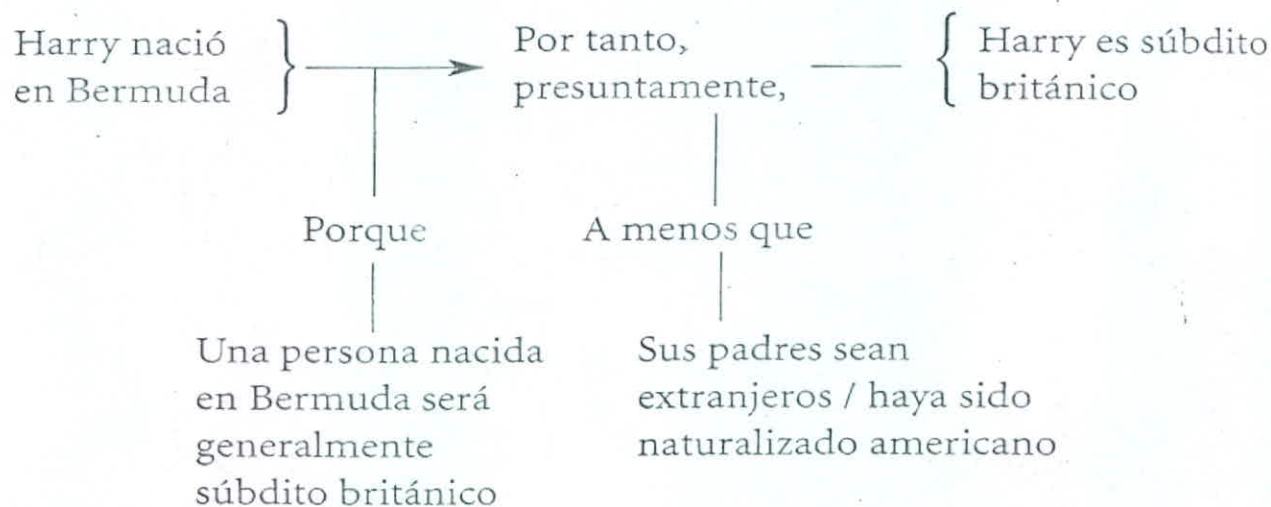 Harry nació
en Bermuda
Por tanto,
presuntamente,
Harry es súbdito
británico
Porque
A menos que
Una persona nacida
en Bermuda será
generalmente
súbdito británico
Sus padres sean
extranjeros / haya sido
naturalizado americano